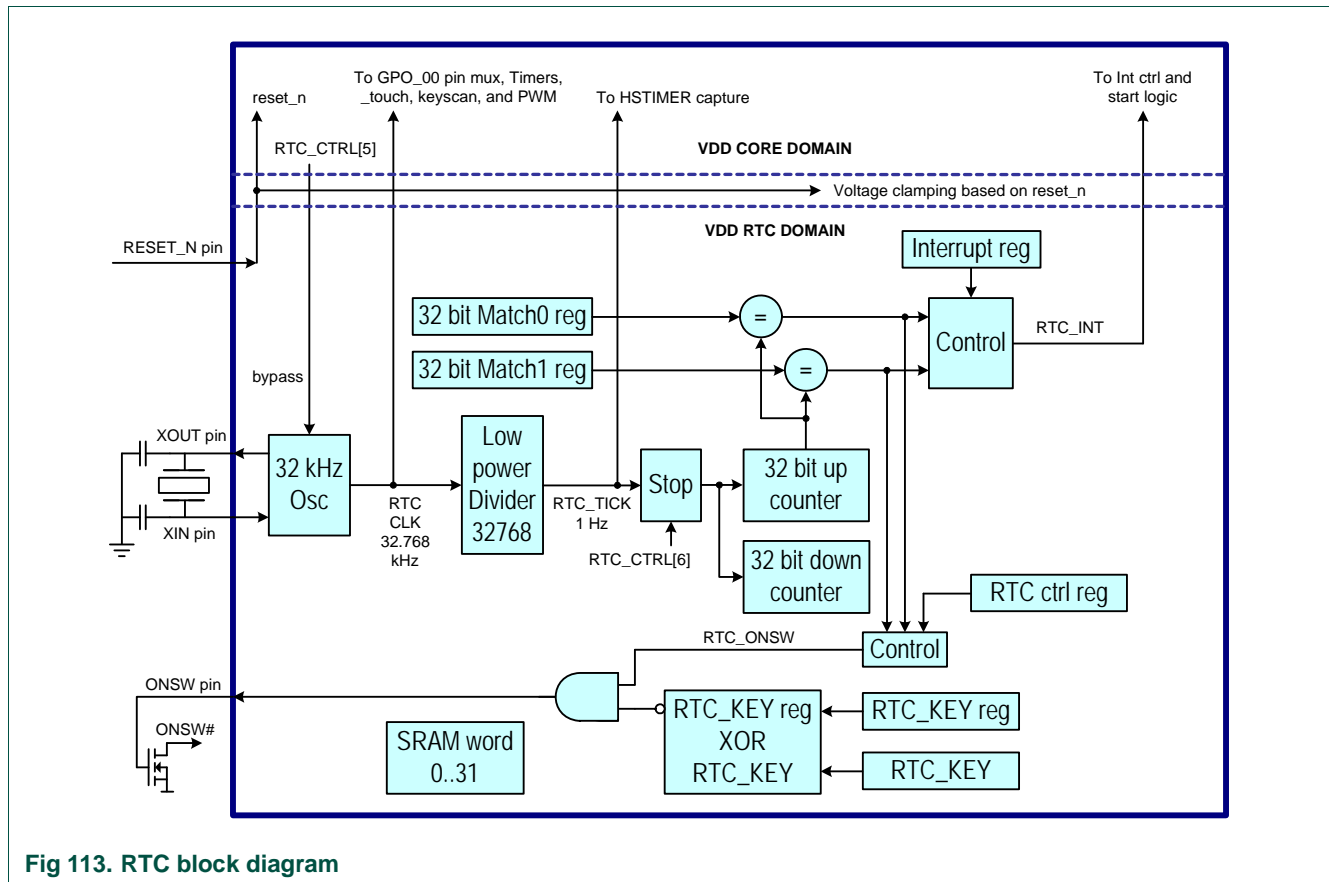 To GPO_00 pin mux, Timers,
_touch, keyscan, and PWM
To Int ctrl and
start logic
reset_n
To HSTIMER capture
RTC_CTRL[5]
VDD CORE DOMAIN
Voltage clamping based on reset_n
VDD RTC DOMAIN
RESET_N pin
Interrupt reg
32 bit Match0 reg
=
Control
RTC_INT
32 bit Match1 reg
=
bypass
XOUT pin
32 kHz
Osc
XIN pin
RTC
CLK
32.768
kHz
Low
power
Divider
32768
RTC_TICK
1 Hz
Stop
RTC_CTRL[6]
32 bit up
counter
32 bit down
counter
RTC ctrl reg
RTC_ONSW
Control
ONSW pin
ONSW#
SRAM word
0..31
RTC_KEY reg
XOR
RTC_KEY
RTC_KEY reg
RTC_KEY
Fig 113. RTC block diagram